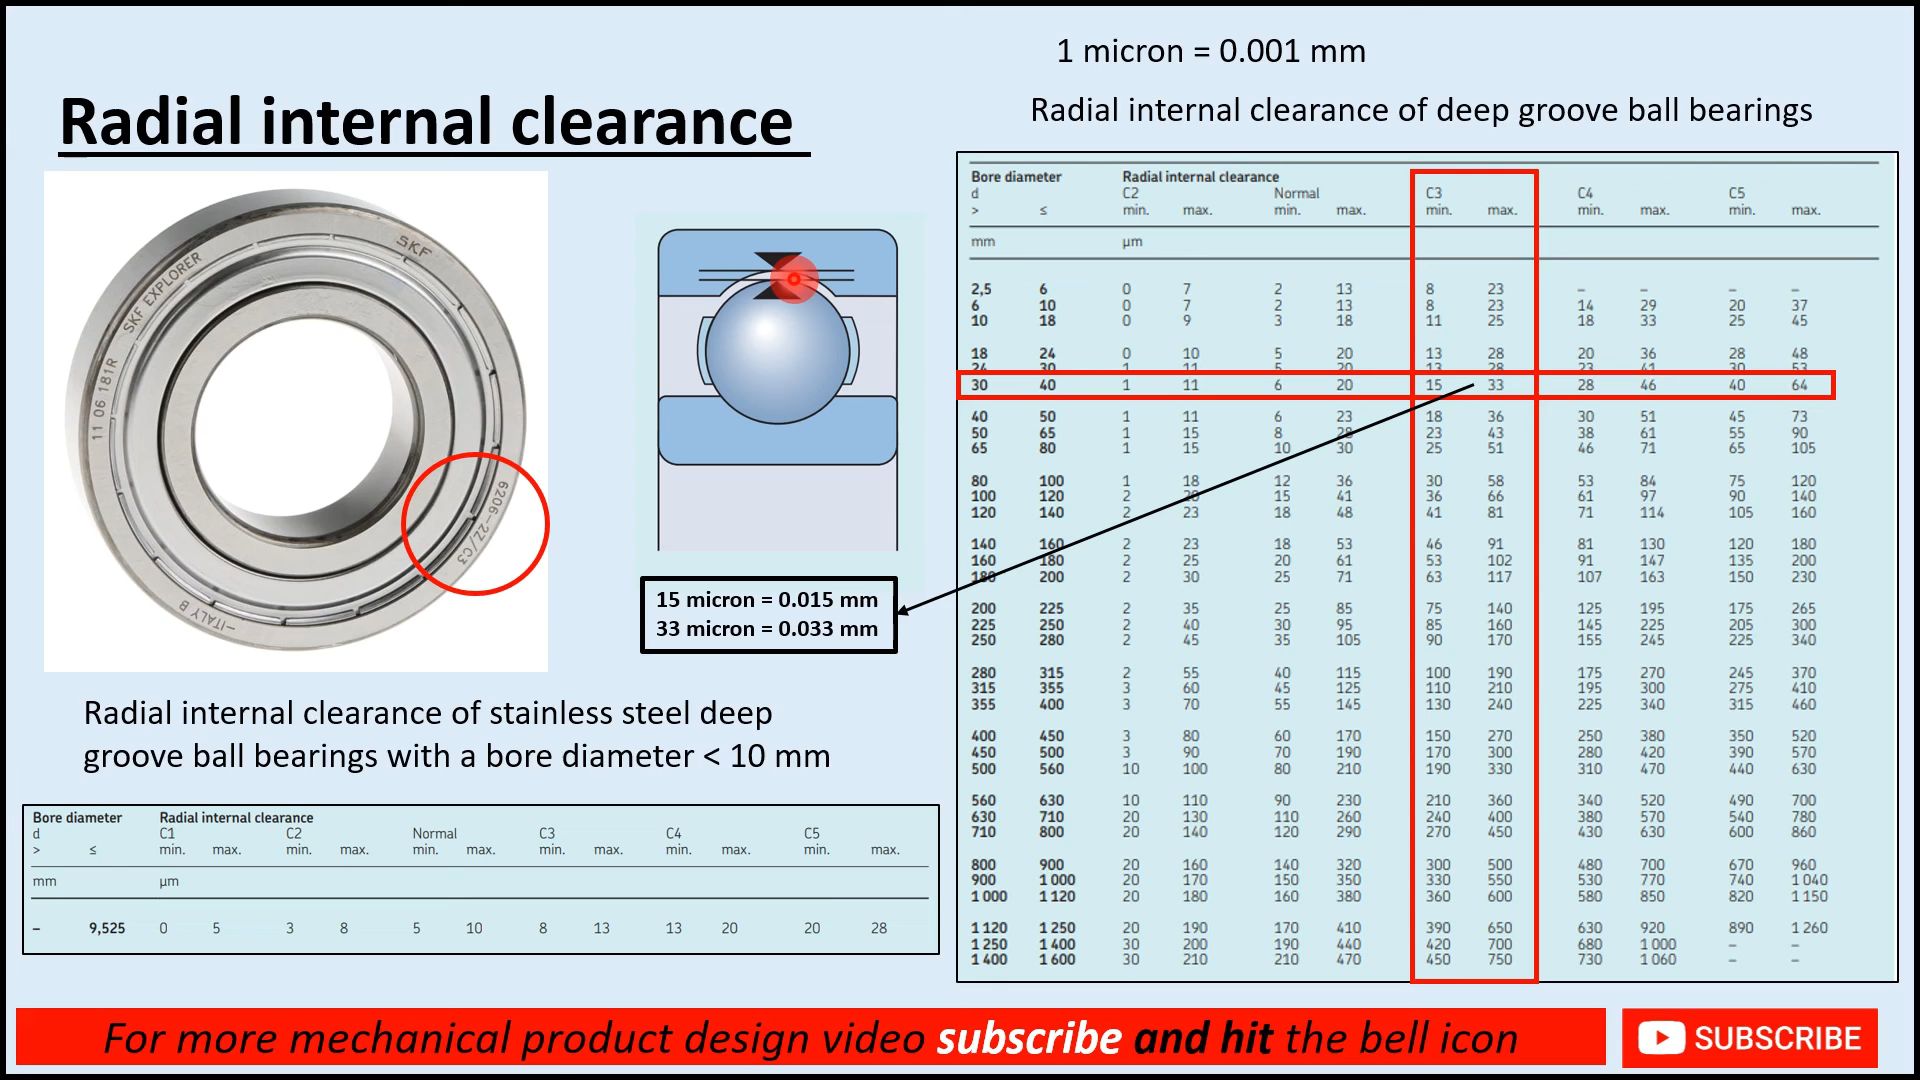 1 micron = 0.001 mm
Radial internal clearance
Radial internal clearance of deep groove ball bearings
SKF
SKF EXPLORER
11 06 181R
6206-2Z/C3
-ITALY B
15 micron = 0.015 mm
33 micron = 0.033 mm
Bore diameter Radial internal clearance
d C2 Normal C3 C4 C5
> ≤ min. max. min. max. min. max. min. max. min. max.
mm µm
2,5 6 0 7 2 13 8 23 – – – –
6 10 0 7 2 13 8 23 14 29 20 37
10 18 0 9 3 18 11 25 18 33 25 45
18 24 0 10 5 20 13 28 20 36 28 48
24 30 1 11 5 20 13 28 23 41 30 53
30 40 1 11 6 20 15 33 28 46 40 64
40 50 1 11 6 23 18 36 30 51 45 73
50 65 1 15 8 28 23 43 38 61 55 90
65 80 1 15 10 30 25 51 46 71 65 105
80 100 1 18 12 36 30 58 53 84 75 120
100 120 2 20 15 41 36 66 61 97 90 140
120 140 2 23 18 48 41 81 71 114 105 160
140 160 2 23 18 53 46 91 81 130 120 180
160 180 2 25 20 61 53 102 91 147 135 200
180 200 2 30 25 71 63 117 107 163 150 230
200 225 2 35 25 85 75 140 125 195 175 265
225 250 2 40 30 95 85 160 145 225 205 300
250 280 2 45 35 105 90 170 155 245 225 340
280 315 2 55 40 115 100 190 175 270 245 370
315 355 3 60 45 125 110 210 195 300 275 410
355 400 3 70 55 145 130 240 225 340 315 460
400 450 3 80 60 170 150 270 250 380 350 520
450 500 3 90 70 190 170 300 280 420 390 570
500 560 10 100 80 210 190 330 310 470 440 630
560 630 10 110 90 230 210 360 340 520 490 700
630 710 20 130 110 260 240 400 380 570 540 780
710 800 20 140 120 290 270 450 430 630 600 860
800 900 20 160 140 320 300 500 480 700 670 960
900 1 000 20 170 150 350 330 550 530 770 740 1 040
1 000 1 120 20 180 160 380 360 600 580 850 820 1 150
1 120 1 250 20 190 170 410 390 650 630 920 890 1 260
1 250 1 400 30 200 190 440 420 700 680 1 000 – –
1 400 1 600 30 210 210 470 450 750 730 1 060 – –
Radial internal clearance of stainless steel deep
groove ball bearings with a bore diameter < 10 mm
Bore diameter Radial internal clearance
d C1 C2 Normal C3 C4 C5
> ≤ min. max. min. max. min. max. min. max. min. max. min. max.
mm µm
– 9,525 0 5 3 8 5 10 8 13 13 20 20 28
For more mechanical product design video subscribe and hit the bell icon
SUBSCRIBE